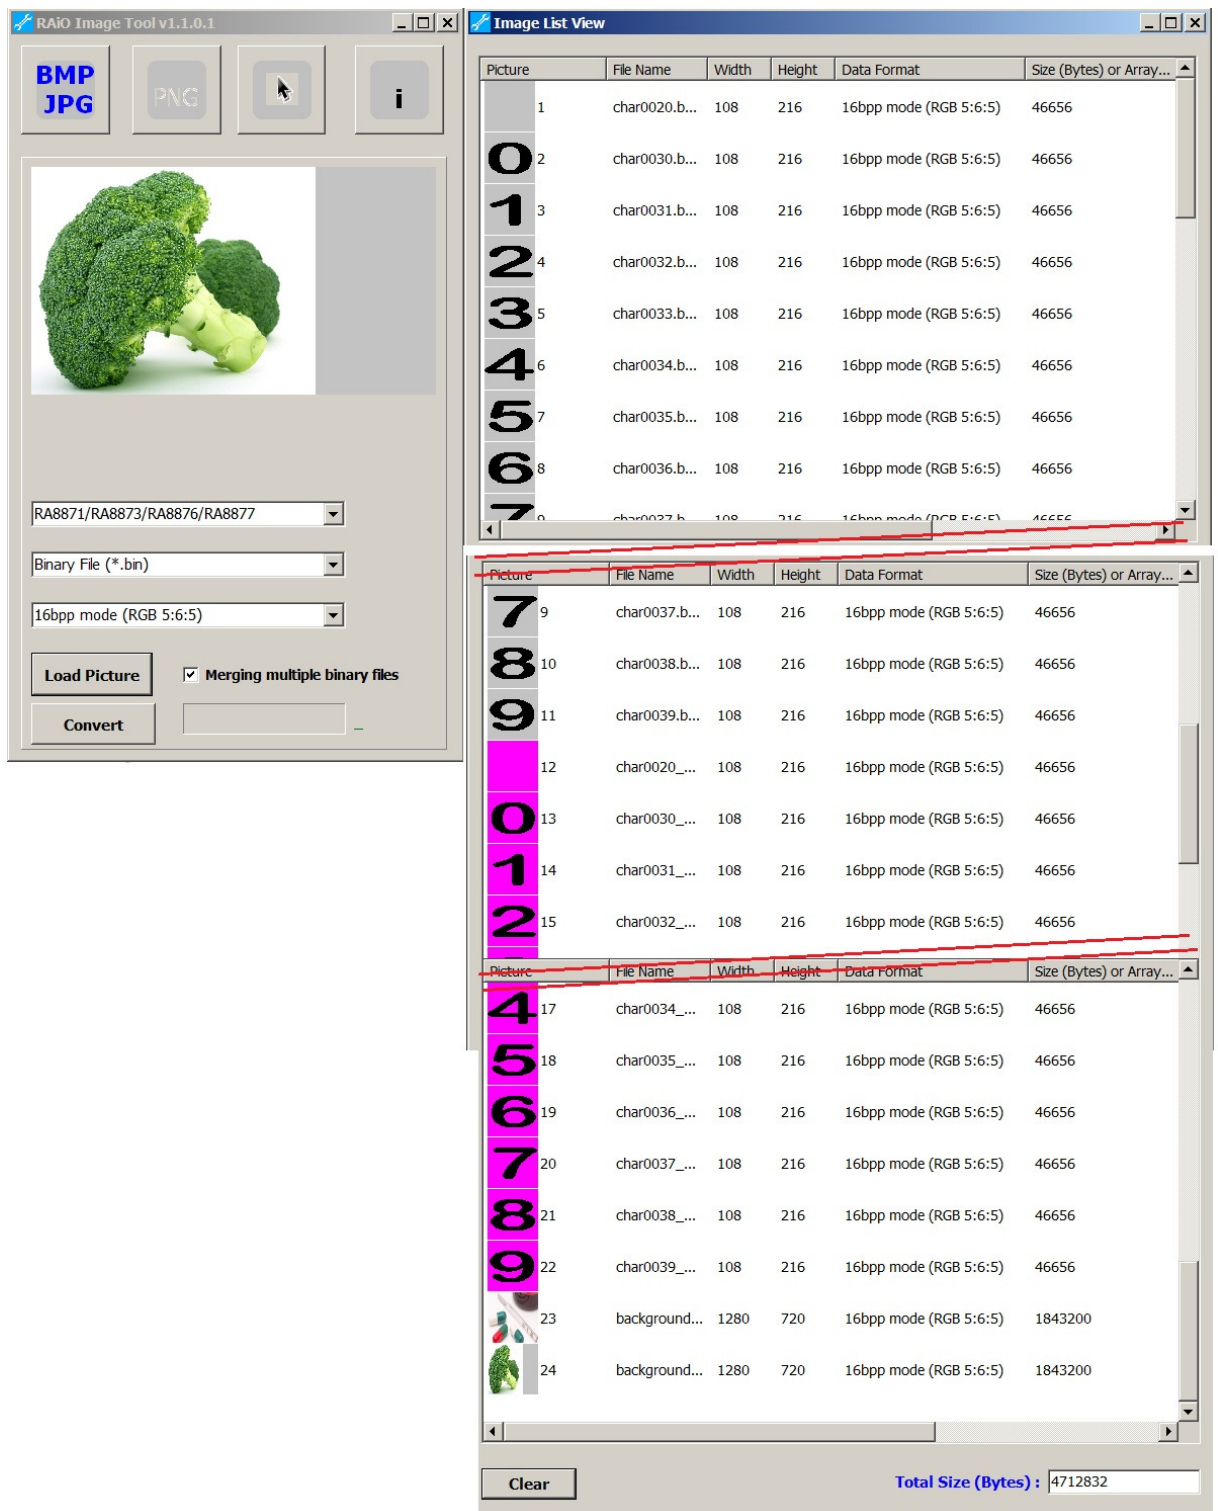 RAiO Image Tool v1.1.0.1
BMP
JPG
PNG
i
RA8871/RA8873/RA8876/RA8877
Binary File (*.bin)
16bpp mode (RGB 5:6:5)
Load Picture
Merging multiple binary files
Convert
Image List View
Picture File Name Width Height Data Format Size (Bytes) or Array...
1 char0020.b... 108 216 16bpp mode (RGB 5:6:5) 46656
0 2 char0030.b... 108 216 16bpp mode (RGB 5:6:5) 46656
1 3 char0031.b... 108 216 16bpp mode (RGB 5:6:5) 46656
2 4 char0032.b... 108 216 16bpp mode (RGB 5:6:5) 46656
3 5 char0033.b... 108 216 16bpp mode (RGB 5:6:5) 46656
4 6 char0034.b... 108 216 16bpp mode (RGB 5:6:5) 46656
5 7 char0035.b... 108 216 16bpp mode (RGB 5:6:5) 46656
6 8 char0036.b... 108 216 16bpp mode (RGB 5:6:5) 46656
7 9 char0037.b... 108 216 16bpp mode (RGB 5:6:5) 46656
Picture File Name Width Height Data Format Size (Bytes) or Array...
7 9 char0037.b... 108 216 16bpp mode (RGB 5:6:5) 46656
8 10 char0038.b... 108 216 16bpp mode (RGB 5:6:5) 46656
9 11 char0039.b... 108 216 16bpp mode (RGB 5:6:5) 46656
12 char0020_... 108 216 16bpp mode (RGB 5:6:5) 46656
0 13 char0030_... 108 216 16bpp mode (RGB 5:6:5) 46656
1 14 char0031_... 108 216 16bpp mode (RGB 5:6:5) 46656
2 15 char0032_... 108 216 16bpp mode (RGB 5:6:5) 46656
Picture File Name Width Height Data Format Size (Bytes) or Array...
4 17 char0034_... 108 216 16bpp mode (RGB 5:6:5) 46656
5 18 char0035_... 108 216 16bpp mode (RGB 5:6:5) 46656
6 19 char0036_... 108 216 16bpp mode (RGB 5:6:5) 46656
7 20 char0037_... 108 216 16bpp mode (RGB 5:6:5) 46656
8 21 char0038_... 108 216 16bpp mode (RGB 5:6:5) 46656
9 22 char0039_... 108 216 16bpp mode (RGB 5:6:5) 46656
23 background... 1280 720 16bpp mode (RGB 5:6:5) 1843200
24 background... 1280 720 16bpp mode (RGB 5:6:5) 1843200
Clear
Total Size (Bytes) : 4712832